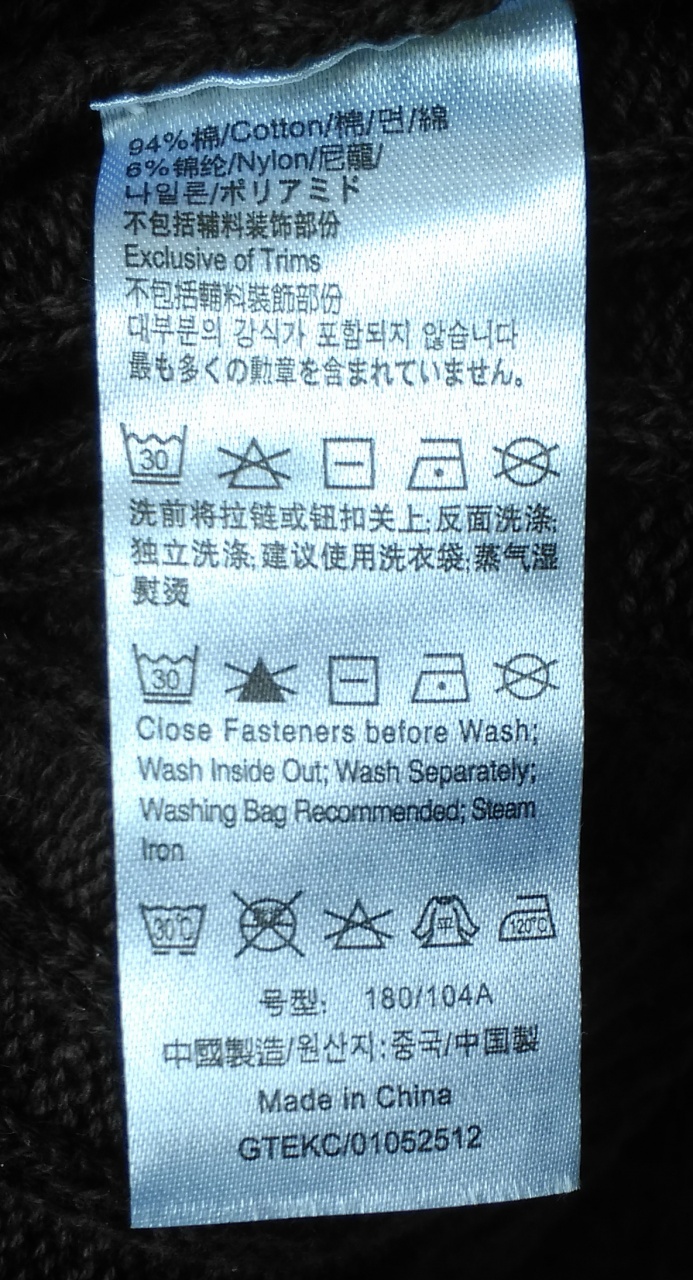 94%棉/Cotton/棉/면/綿
6%锦纶/Nylon/尼龍/
나일론/ポリアミド
不包括辅料装饰部份
Exclusive of Trims
不包括輔料裝飾部份
대부분의 강식가 포함되지 않습니다
最も多くの勲章を含まれていません。
30
洗前将拉链或钮扣关上;反面洗涤;
独立洗涤;建议使用洗衣袋;蒸气湿
熨烫
30
Close Fasteners before Wash;
Wash Inside Out; Wash Separately;
Washing Bag Recommended; Steam
Iron
30℃ 平 120℃
号型: 180/104A
中國製造/원산지:중국/中国製
Made in China
GTEKC/01052512